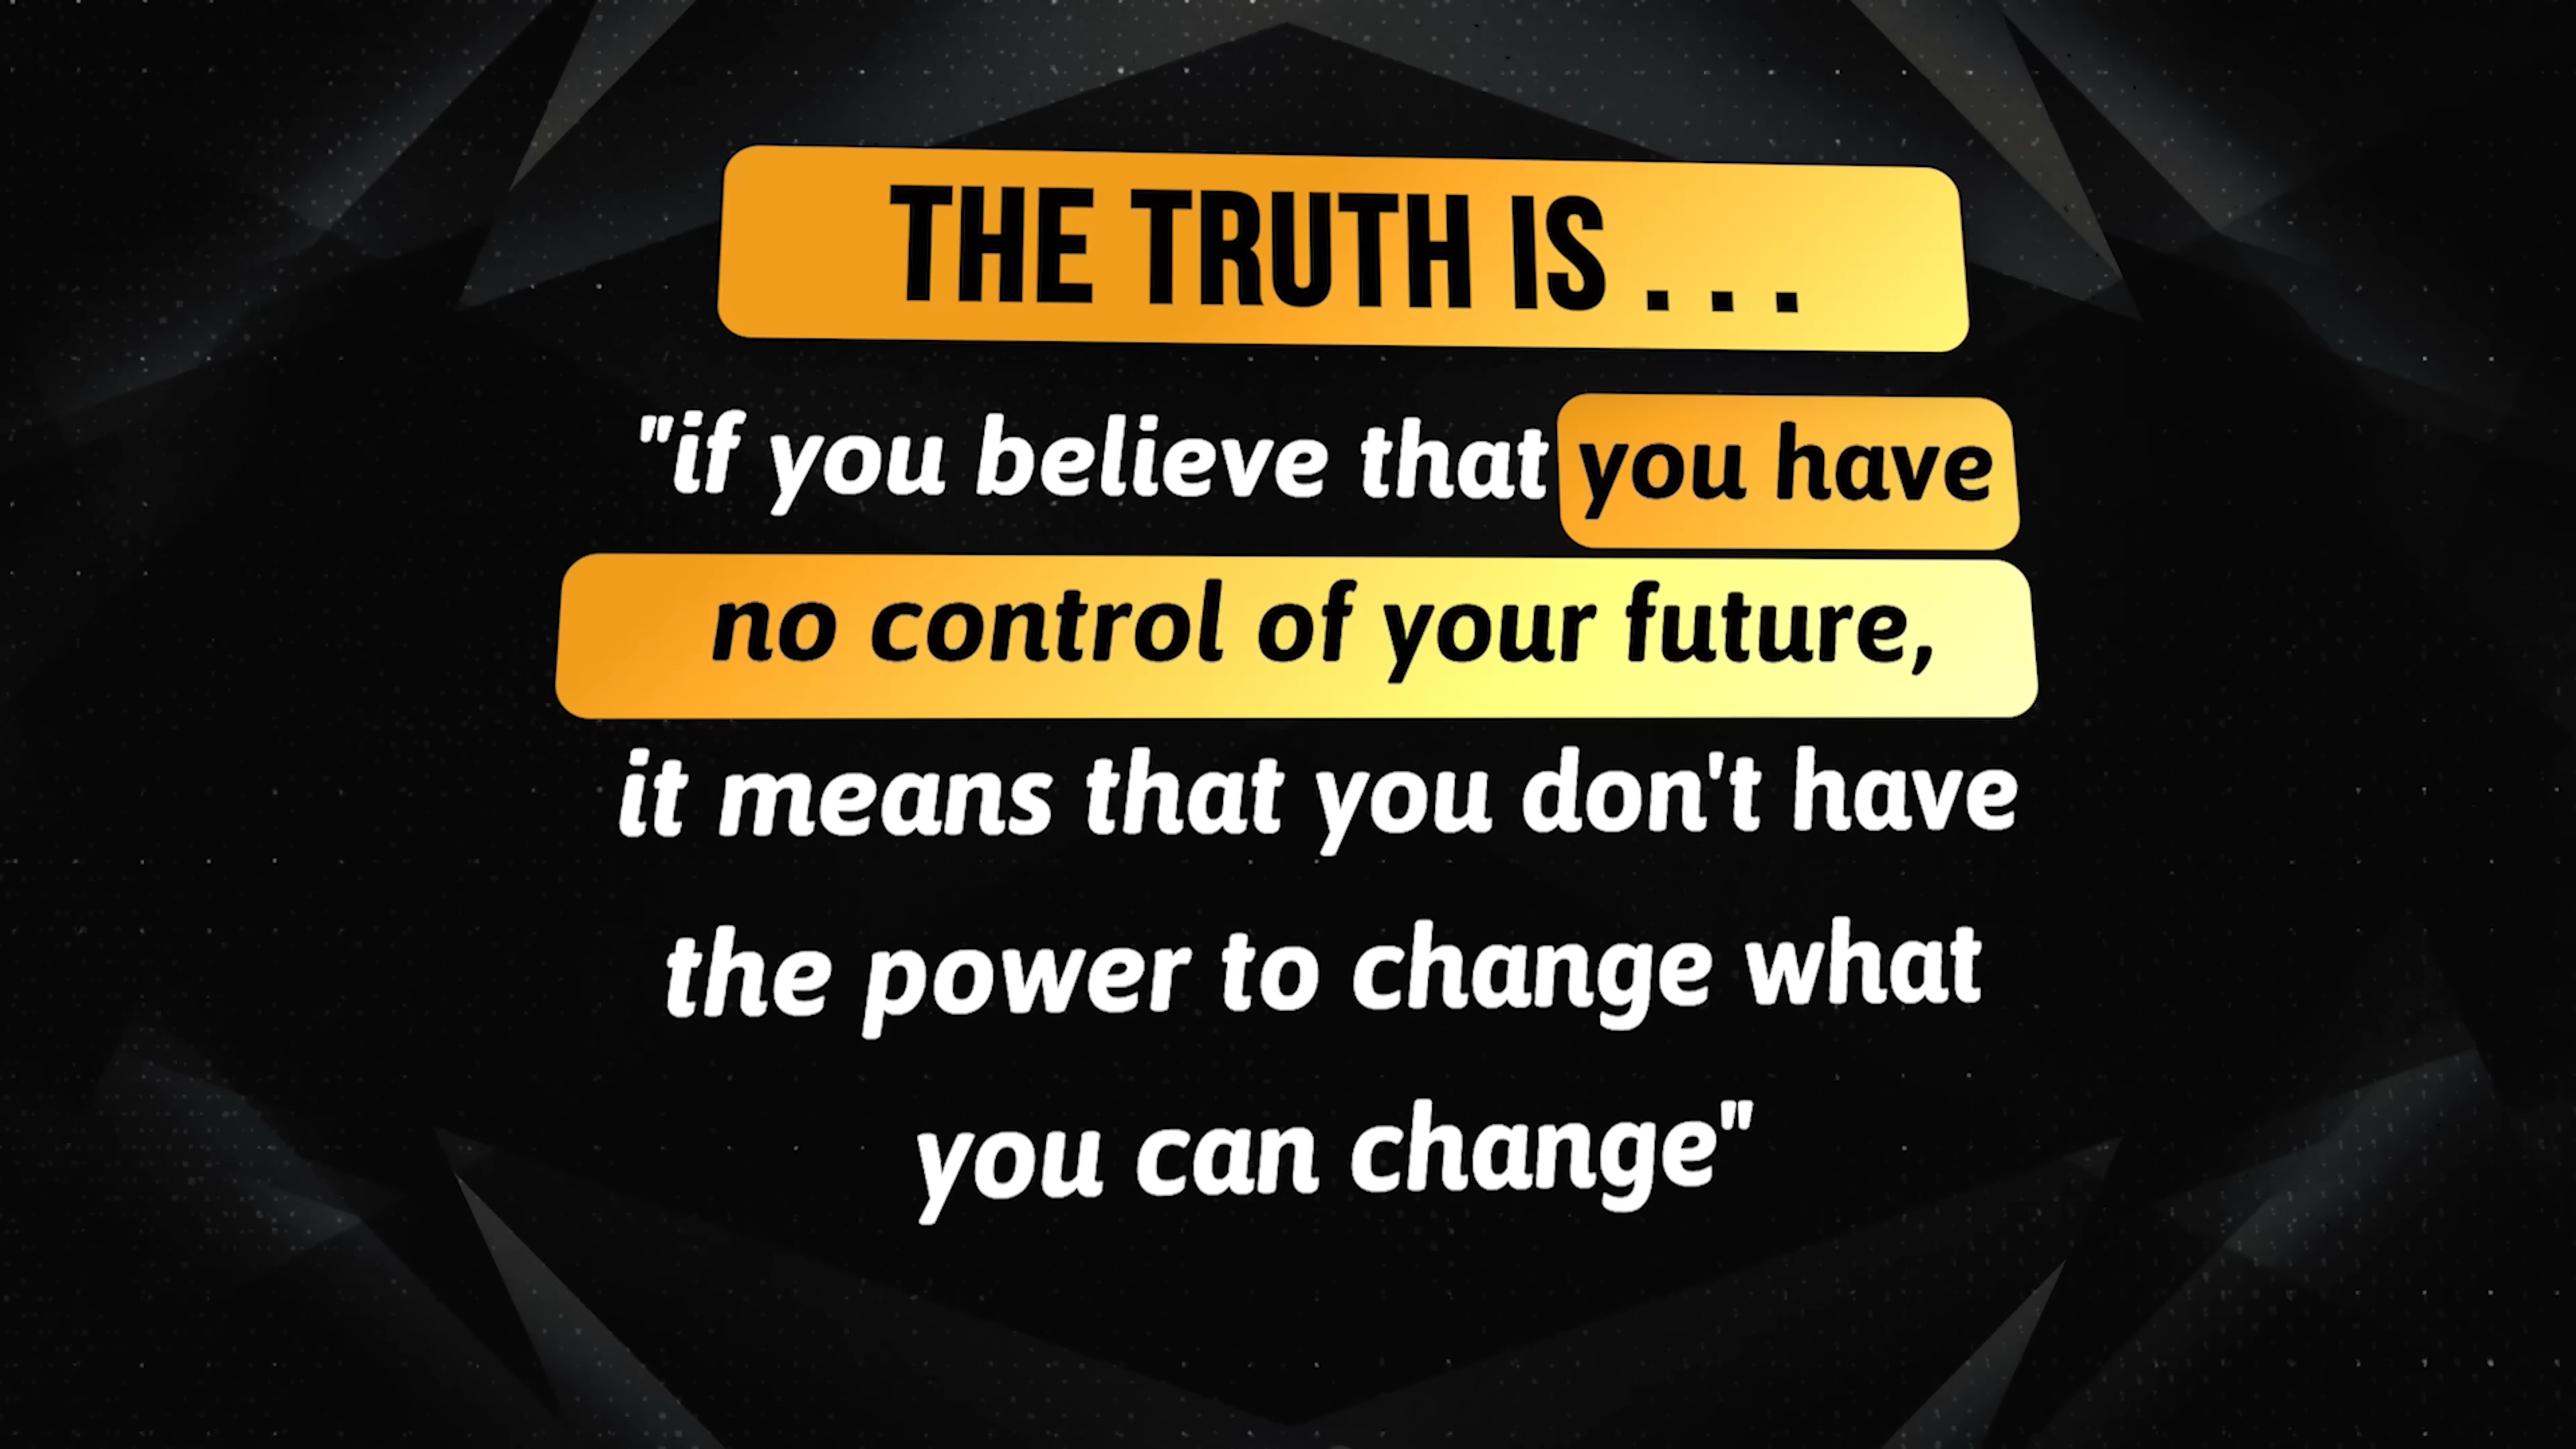 THE TRUTH IS . . .
"if you believe that you have
no control of your future,
it means that you don't have
the power to change what
you can change"